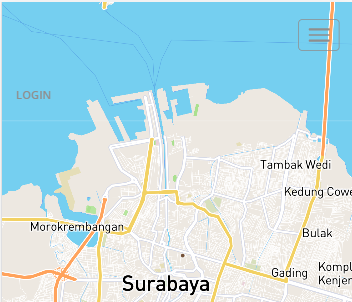 LOGIN
Tambak Wedi
Kedung Cowe
Morokrembangan
Bulak
Gading
Kompl
Kenjer
Surabaya